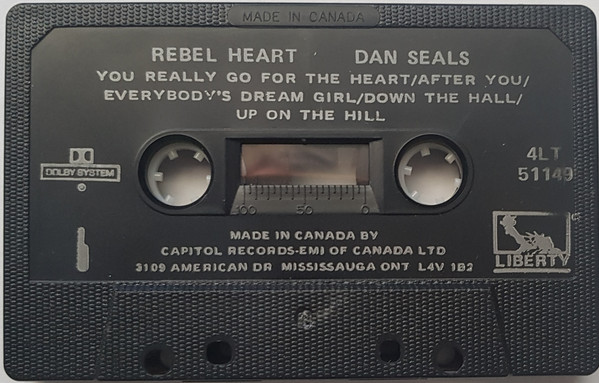 MADE IN CANADA
REBEL HEART DAN SEALS
YOU REALLY GO FOR THE HEART/AFTER YOU/
EVERYBODY'S DREAM GIRL/DOWN THE HALL/
UP ON THE HILL
DOLBY SYSTEM
®
4LT
51149
100 50 0
1
MADE IN CANADA BY
CAPITOL RECORDS-EMI OF CANADA LTD
3109 AMERICAN DR MISSISSAUGA ONT L4V 1B2
LIBERTY